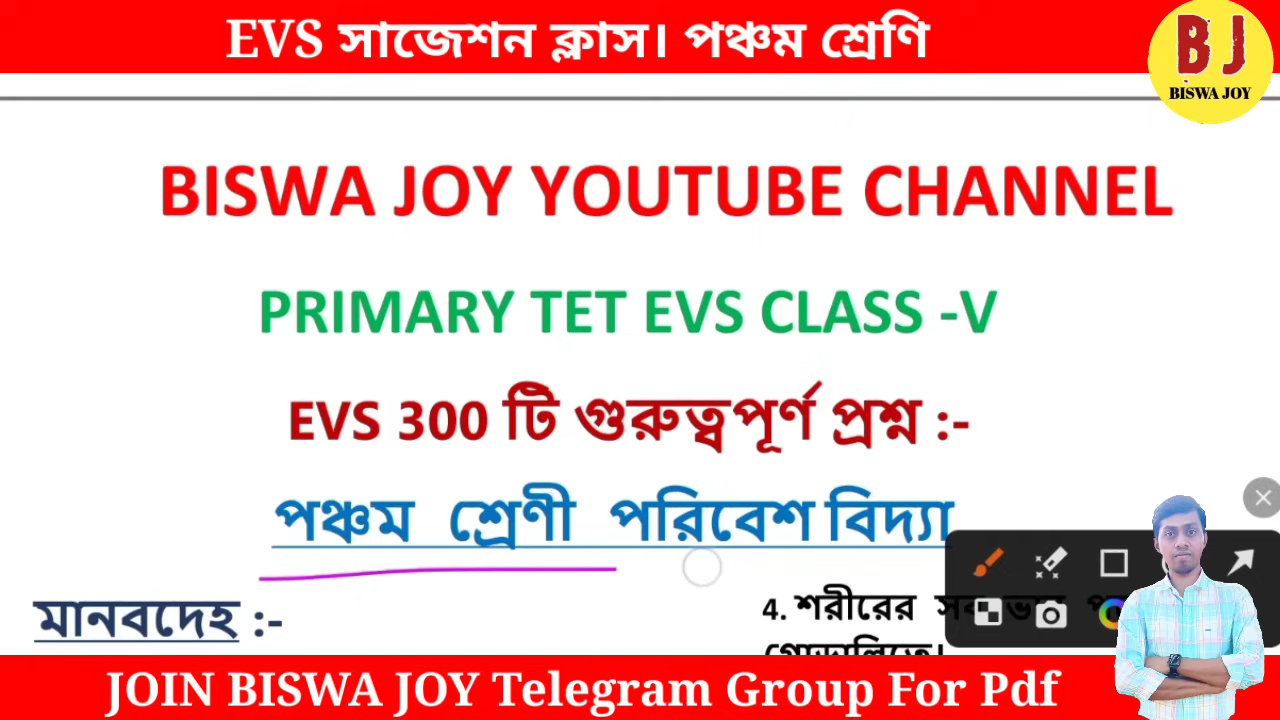 EVS সাজেশন ক্লাস। পঞ্চম শ্রেণি
B J
BISWA JOY
BISWA JOY YOUTUBE CHANNEL
PRIMARY TET EVS CLASS -V
EVS 300 টি গুরুত্বপূর্ণ প্রশ্ন :-
পঞ্চম শ্রেণী পরিবেশ বিদ্যা
মানবদেহ :-
4. শরীরের
গোড়ালিতে।
JOIN BISWA JOY Telegram Group For Pdf